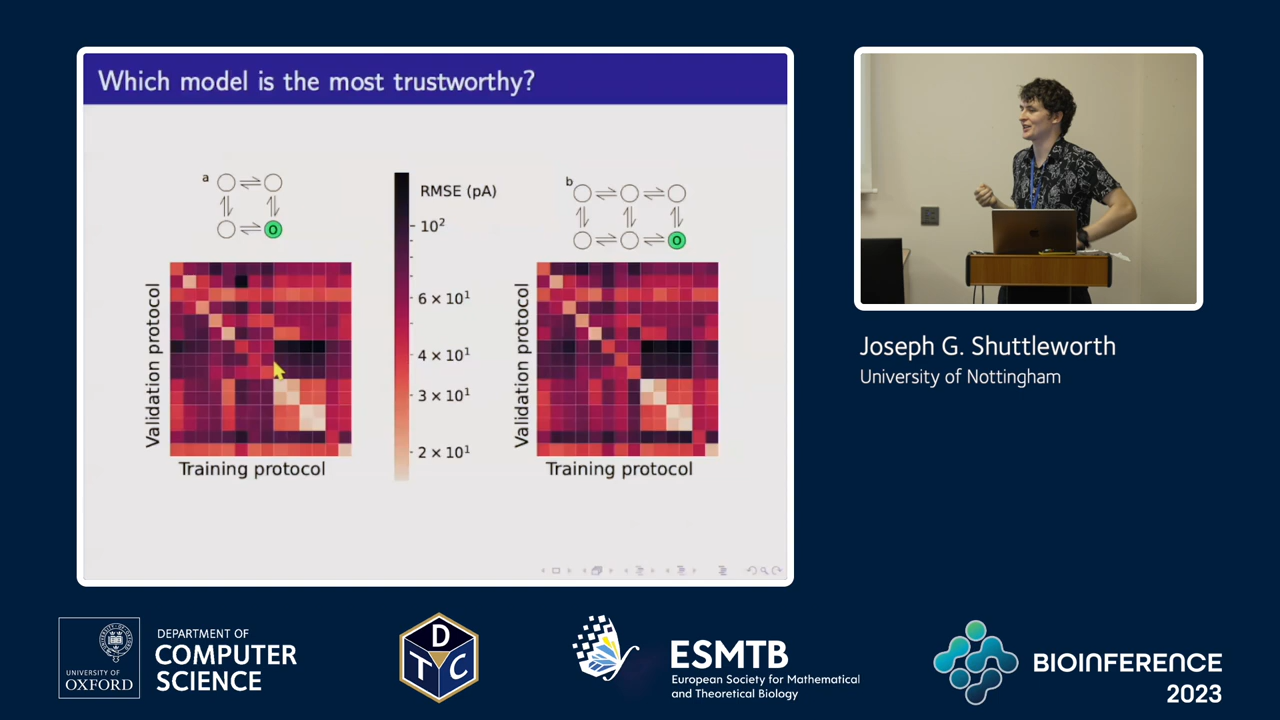 Which model is the most trustworthy?
a
b
O
O
RMSE (pA)
10²
6 × 10¹
4 × 10¹
3 × 10¹
2 × 10¹
Validation protocol
Training protocol
Validation protocol
Training protocol
Joseph G. Shuttleworth
University of Nottingham
UNIVERSITY OF
OXFORD
DEPARTMENT OF
COMPUTER
SCIENCE
D
T C
ESMTB
European Society for Mathematical
and Theoretical Biology
BIOINFERENCE
2023